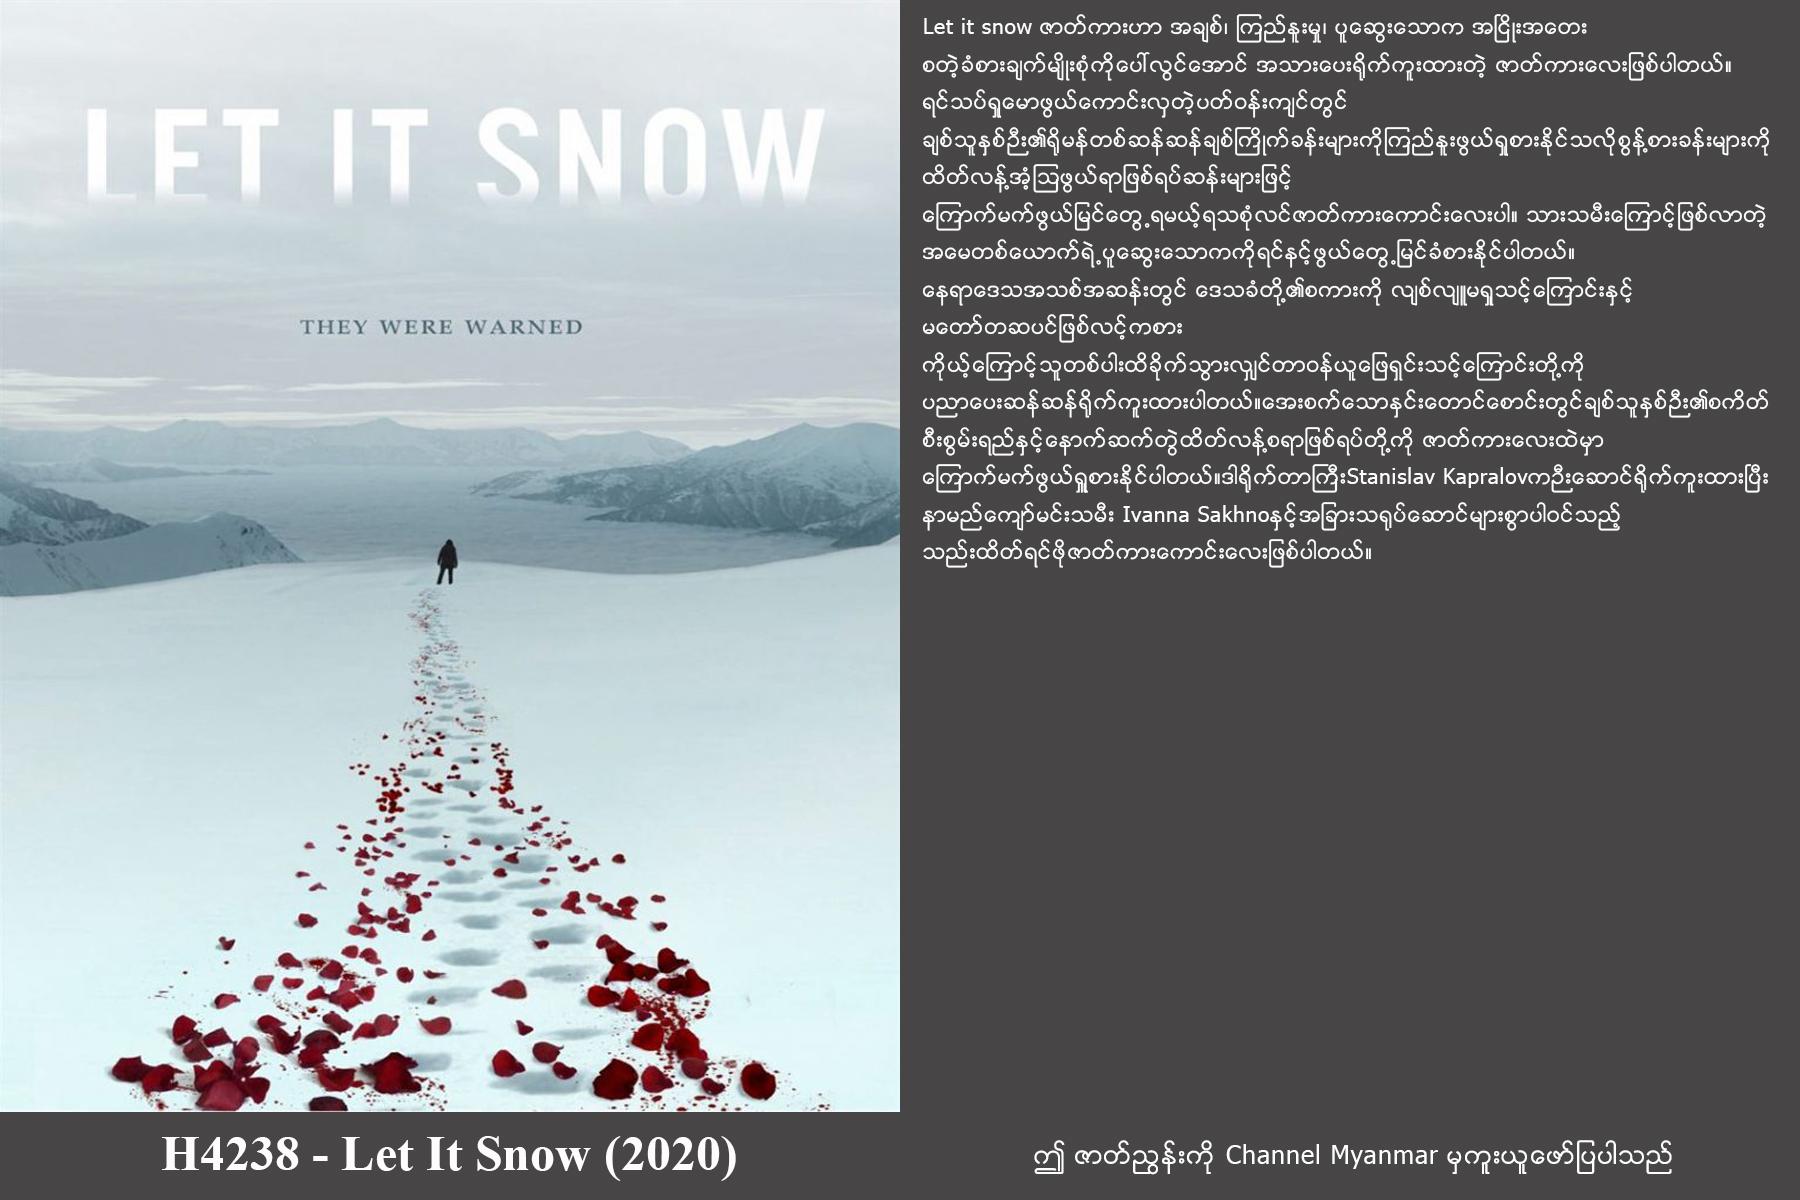 LET IT SNOW
THEY WERE WARNED
H4238 - Let It Snow (2020)
Let it snow ဇာတ်ကားဟာ အချစ်၊ ကြည်နူးမှု၊ ပူဆွေးသောက အငြိုးအတေး
စတဲ့ခံစားချက်မျိုးစုံကိုပေါ်လွင်အောင် အသားပေးရိုက်ကူးထားတဲ့ ဇာတ်ကားလေးဖြစ်ပါတယ်။
ရင်သပ်ရှုမောဖွယ်ကောင်းလှတဲ့ပတ်ဝန်းကျင်တွင်
ချစ်သူနှစ်ဦး၏ရိုမန်တစ်ဆန်ဆန်ချစ်ကြိုက်ခန်းများကိုကြည်နူးဖွယ်ရှုစားနိုင်သလိုစွန့်စားခန်းများကို
ထိတ်လန့်အံ့ဩဖွယ်ရာဖြစ်ရပ်ဆန်းများဖြင့်
ကြောက်မက်ဖွယ်မြင်တွေ့ရမယ့်ရသစုံလင်ဇာတ်ကားကောင်းလေးပါ။ သားသမီးကြောင့်ဖြစ်လာတဲ့
အမေတစ်ယောက်ရဲ့ပူဆွေးသောကကိုရင်နင့်ဖွယ်တွေ့မြင်ခံစားနိုင်ပါတယ်။
နေရာဒေသအသစ်အဆန်းတွင် ဒေသခံတို့၏စကားကို လျစ်လျူမရှုသင့်ကြောင်းနှင့်
မတော်တဆပင်ဖြစ်လင့်ကစား
ကိုယ့်ကြောင့်သူတစ်ပါးထိခိုက်သွားလျှင်တာဝန်ယူဖြေရှင်းသင့်ကြောင်းတို့ကို
ပညာပေးဆန်ဆန်ရိုက်ကူးထားပါတယ်။အေးစက်သောနှင်းတောင်စောင်းတွင်ချစ်သူနှစ်ဦး၏စကိတ်
စီးစွမ်းရည်နှင့်နောက်ဆက်တွဲထိတ်လန့်စရာဖြစ်ရပ်တို့ကို ဇာတ်ကားလေးထဲမှာ
ကြောက်မက်ဖွယ်ရှူစားနိုင်ပါတယ်။ဒါရိုက်တာကြီးStanislav Kapralovကဦးဆောင်ရိုက်ကူးထားပြီး
နာမည်ကျော်မင်းသမီး Ivanna Sakhnoနှင့်အခြားသရုပ်ဆောင်များစွာပါဝင်သည့်
သည်းထိတ်ရင်ဖိုဇာတ်ကားကောင်းလေးဖြစ်ပါတယ်။
ဤ ဇာတ်ညွှန်းကို Channel Myanmar မှကူးယူဖော်ပြပါသည်